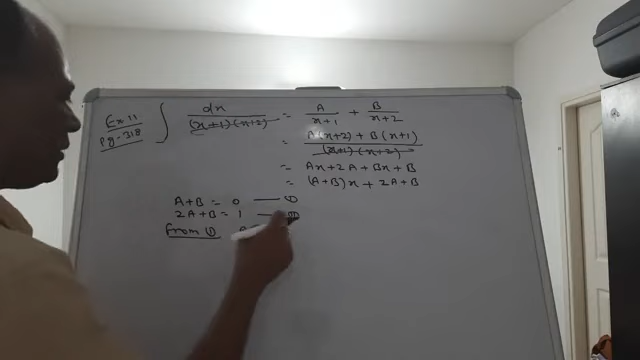 Ex 11
Pg-318
∫ dx / (x+1)(x+2) = A / x+1 + B / x+2
= A(x+2) + B(x+1) / (x+1)(x+2)
= Ax + 2A + Bx + B
= (A+B)x + 2A+B
A+B = 0 — ①
2A+B = 1 — ②
From ①